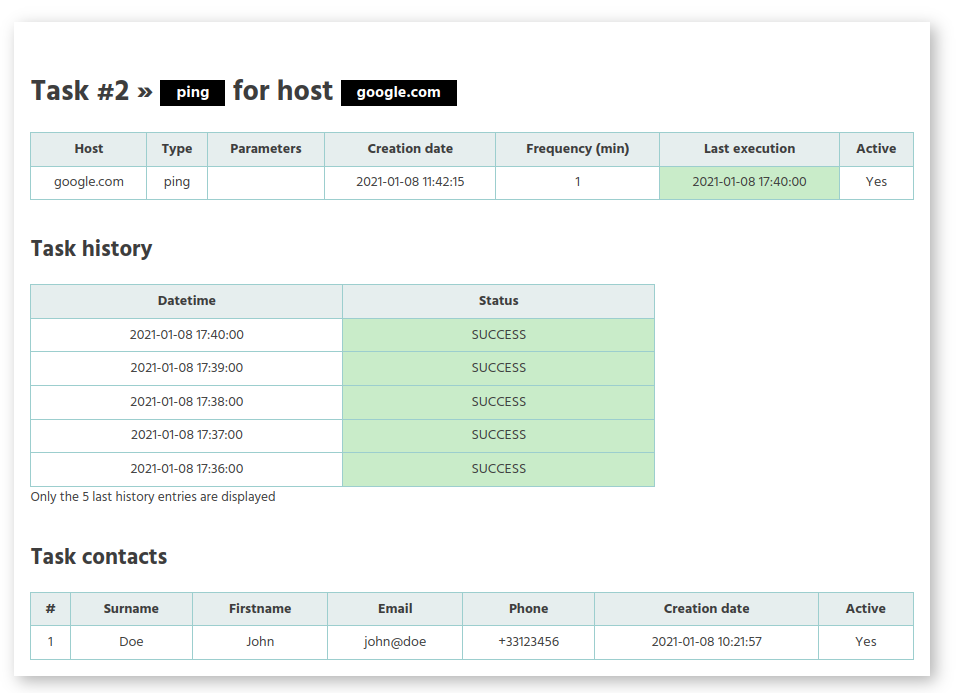 Task #2 » ping for host google.com
Host Type Parameters Creation date Frequency (min) Last execution Active
google.com ping 2021-01-08 11:42:15 1 2021-01-08 17:40:00 Yes
Task history
Datetime Status
2021-01-08 17:40:00 SUCCESS
2021-01-08 17:39:00 SUCCESS
2021-01-08 17:38:00 SUCCESS
2021-01-08 17:37:00 SUCCESS
2021-01-08 17:36:00 SUCCESS
Only the 5 last history entries are displayed
Task contacts
# Surname Firstname Email Phone Creation date Active
1 Doe John john@doe +33123456 2021-01-08 10:21:57 Yes